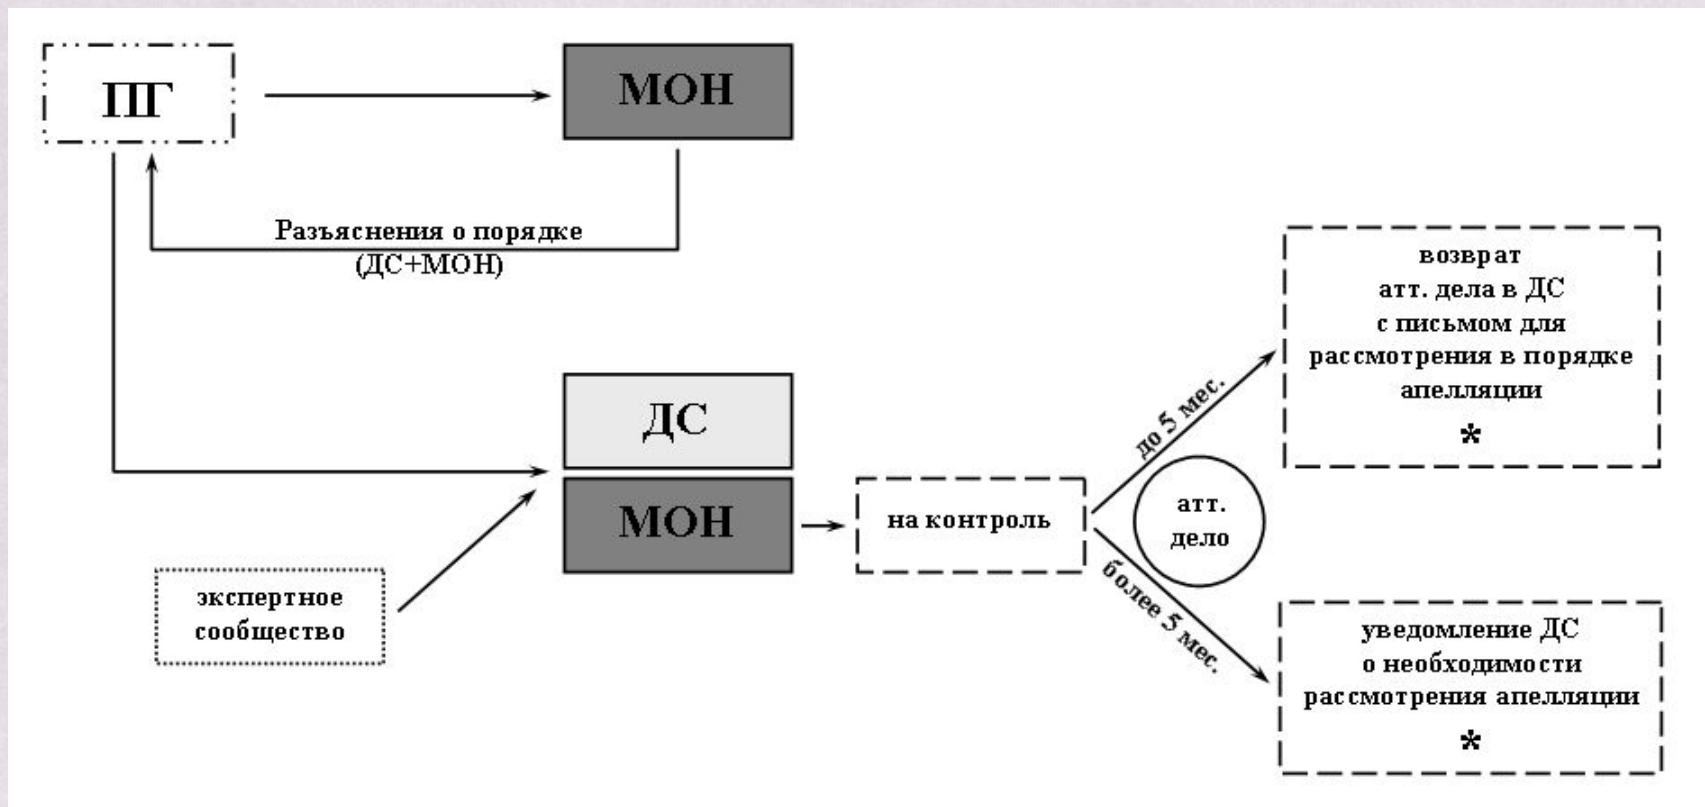 ПГ
МОН
Разъяснения о порядке
(ДС+МОН)
ДС
МОН
экспертное
сообщество
на контроль
до 5 мес.
атт.
дело
более 5 мес.
возврат
атт. дела в ДС
с письмом для
рассмотрения в порядке
апелляции
*
уведомление ДС
о необходимости
рассмотрения апелляции
*